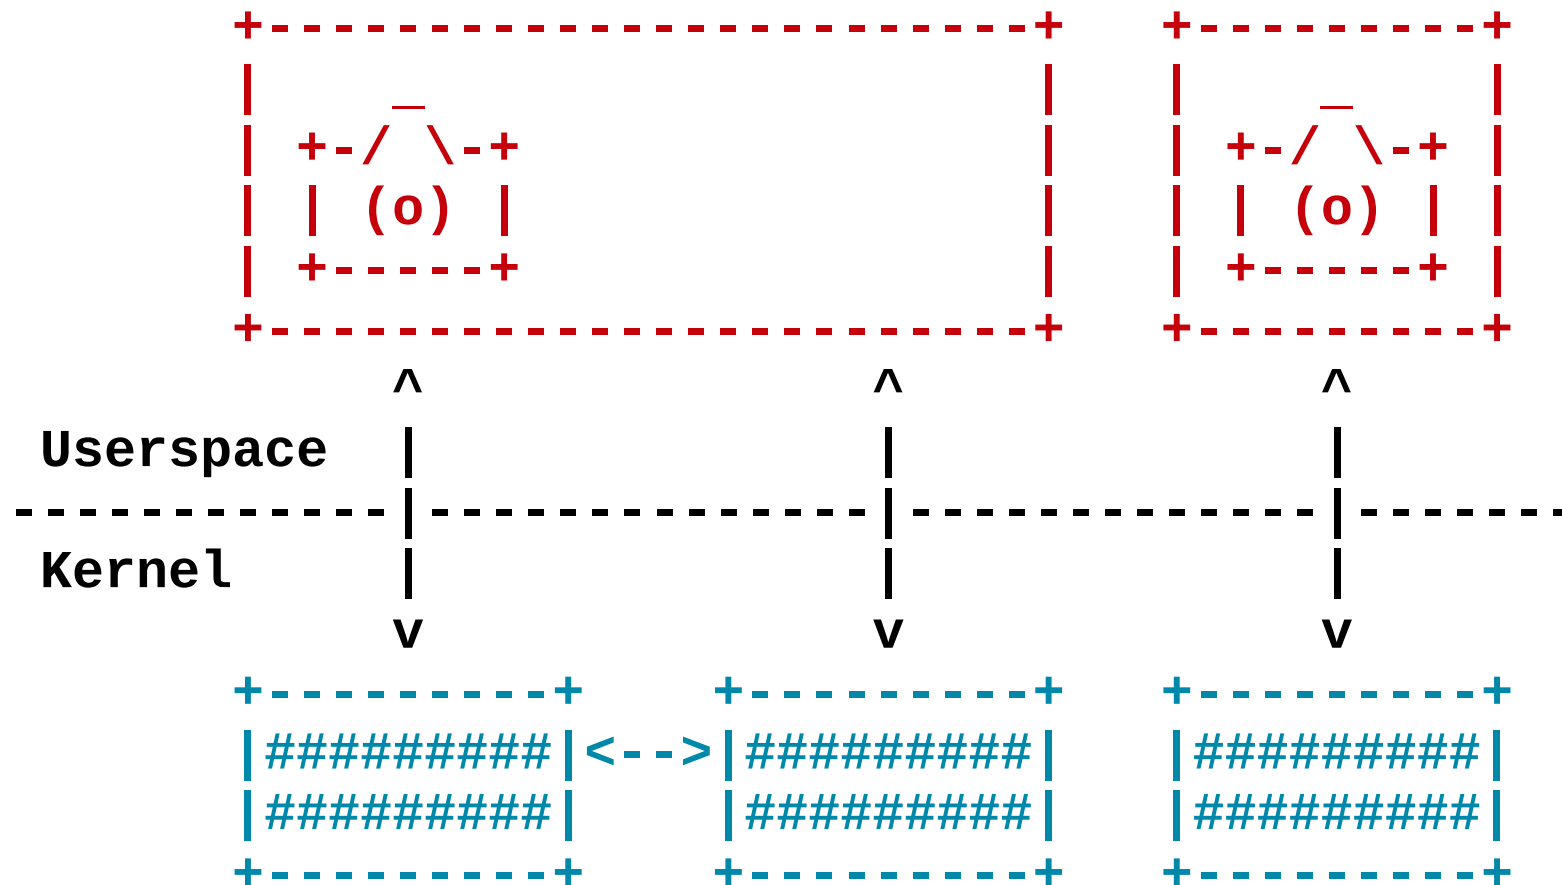 +------------------------+   +---------+
       |    _                   |   |    _    |
       | +-/ \-+                |   | +-/ \-+ |
       | | (o) |                |   | | (o) | |
       | +-----+                |   | +-----+ |
       +------------------------+   +---------+
            ^              ^             ^
 Userspace  |              |             |
------------|--------------|-------------|-------
 Kernel     |              |             |
            v              v             v
       +---------+    +---------+   +---------+
       |#########|<-->|#########|   |#########|
       |#########|    |#########|   |#########|
       +---------+    +---------+   +---------+